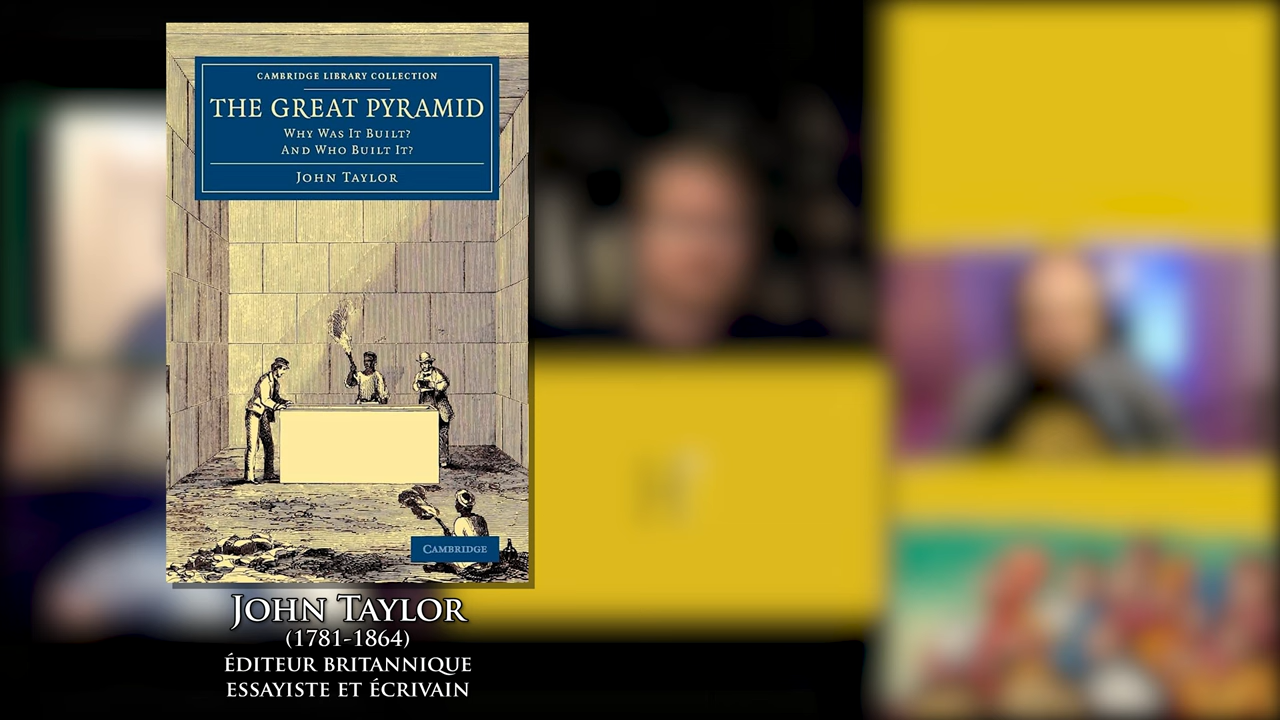 CAMBRIDGE LIBRARY COLLECTION
THE GREAT PYRAMID
WHY WAS IT BUILT?
AND WHO BUILT IT?
JOHN TAYLOR
CAMBRIDGE
JOHN TAYLOR
(1781-1864)
ÉDITEUR BRITANNIQUE
ESSAYISTE ET ÉCRIVAIN